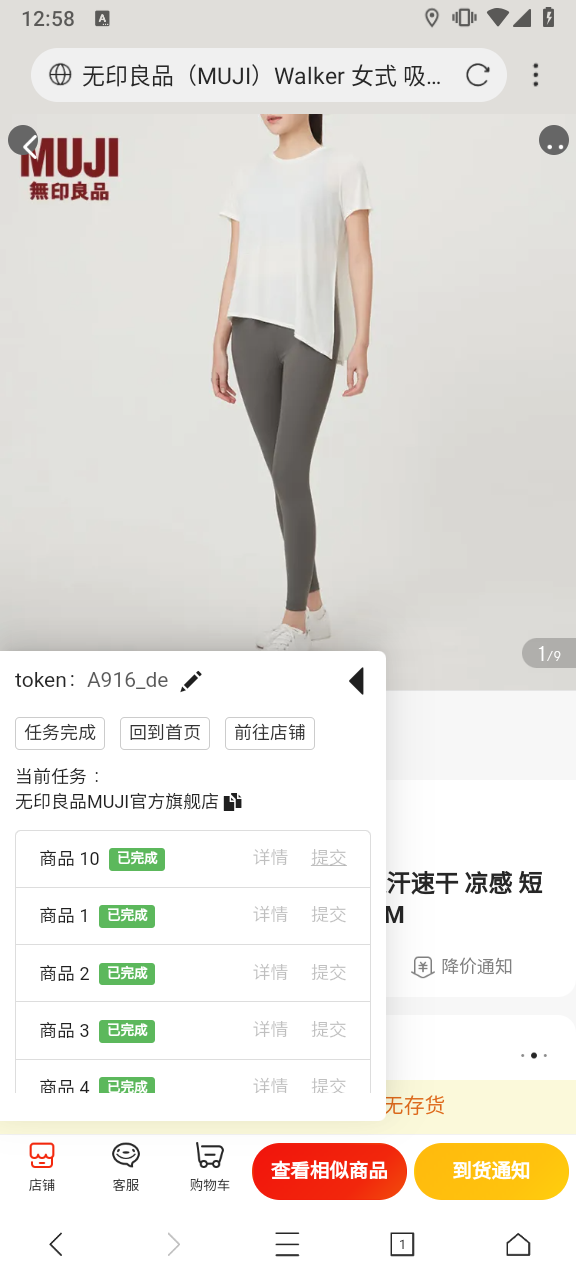 12:58
无印良品（MUJI）Walker 女式 吸...
MUJI
無印良品
1/9
token： A916_de
任务完成 回到首页 前往店铺
当前任务：
无印良品MUJI官方旗舰店
商品 10 已完成 详情 提交
汗速干 凉感 短
商品 1 已完成 详情 提交
M
商品 2 已完成 详情 提交
降价通知
商品 3 已完成 详情 提交
商品 4 已完成 详情 提交
无存货
店铺 客服 购物车 查看相似商品 到货通知
1